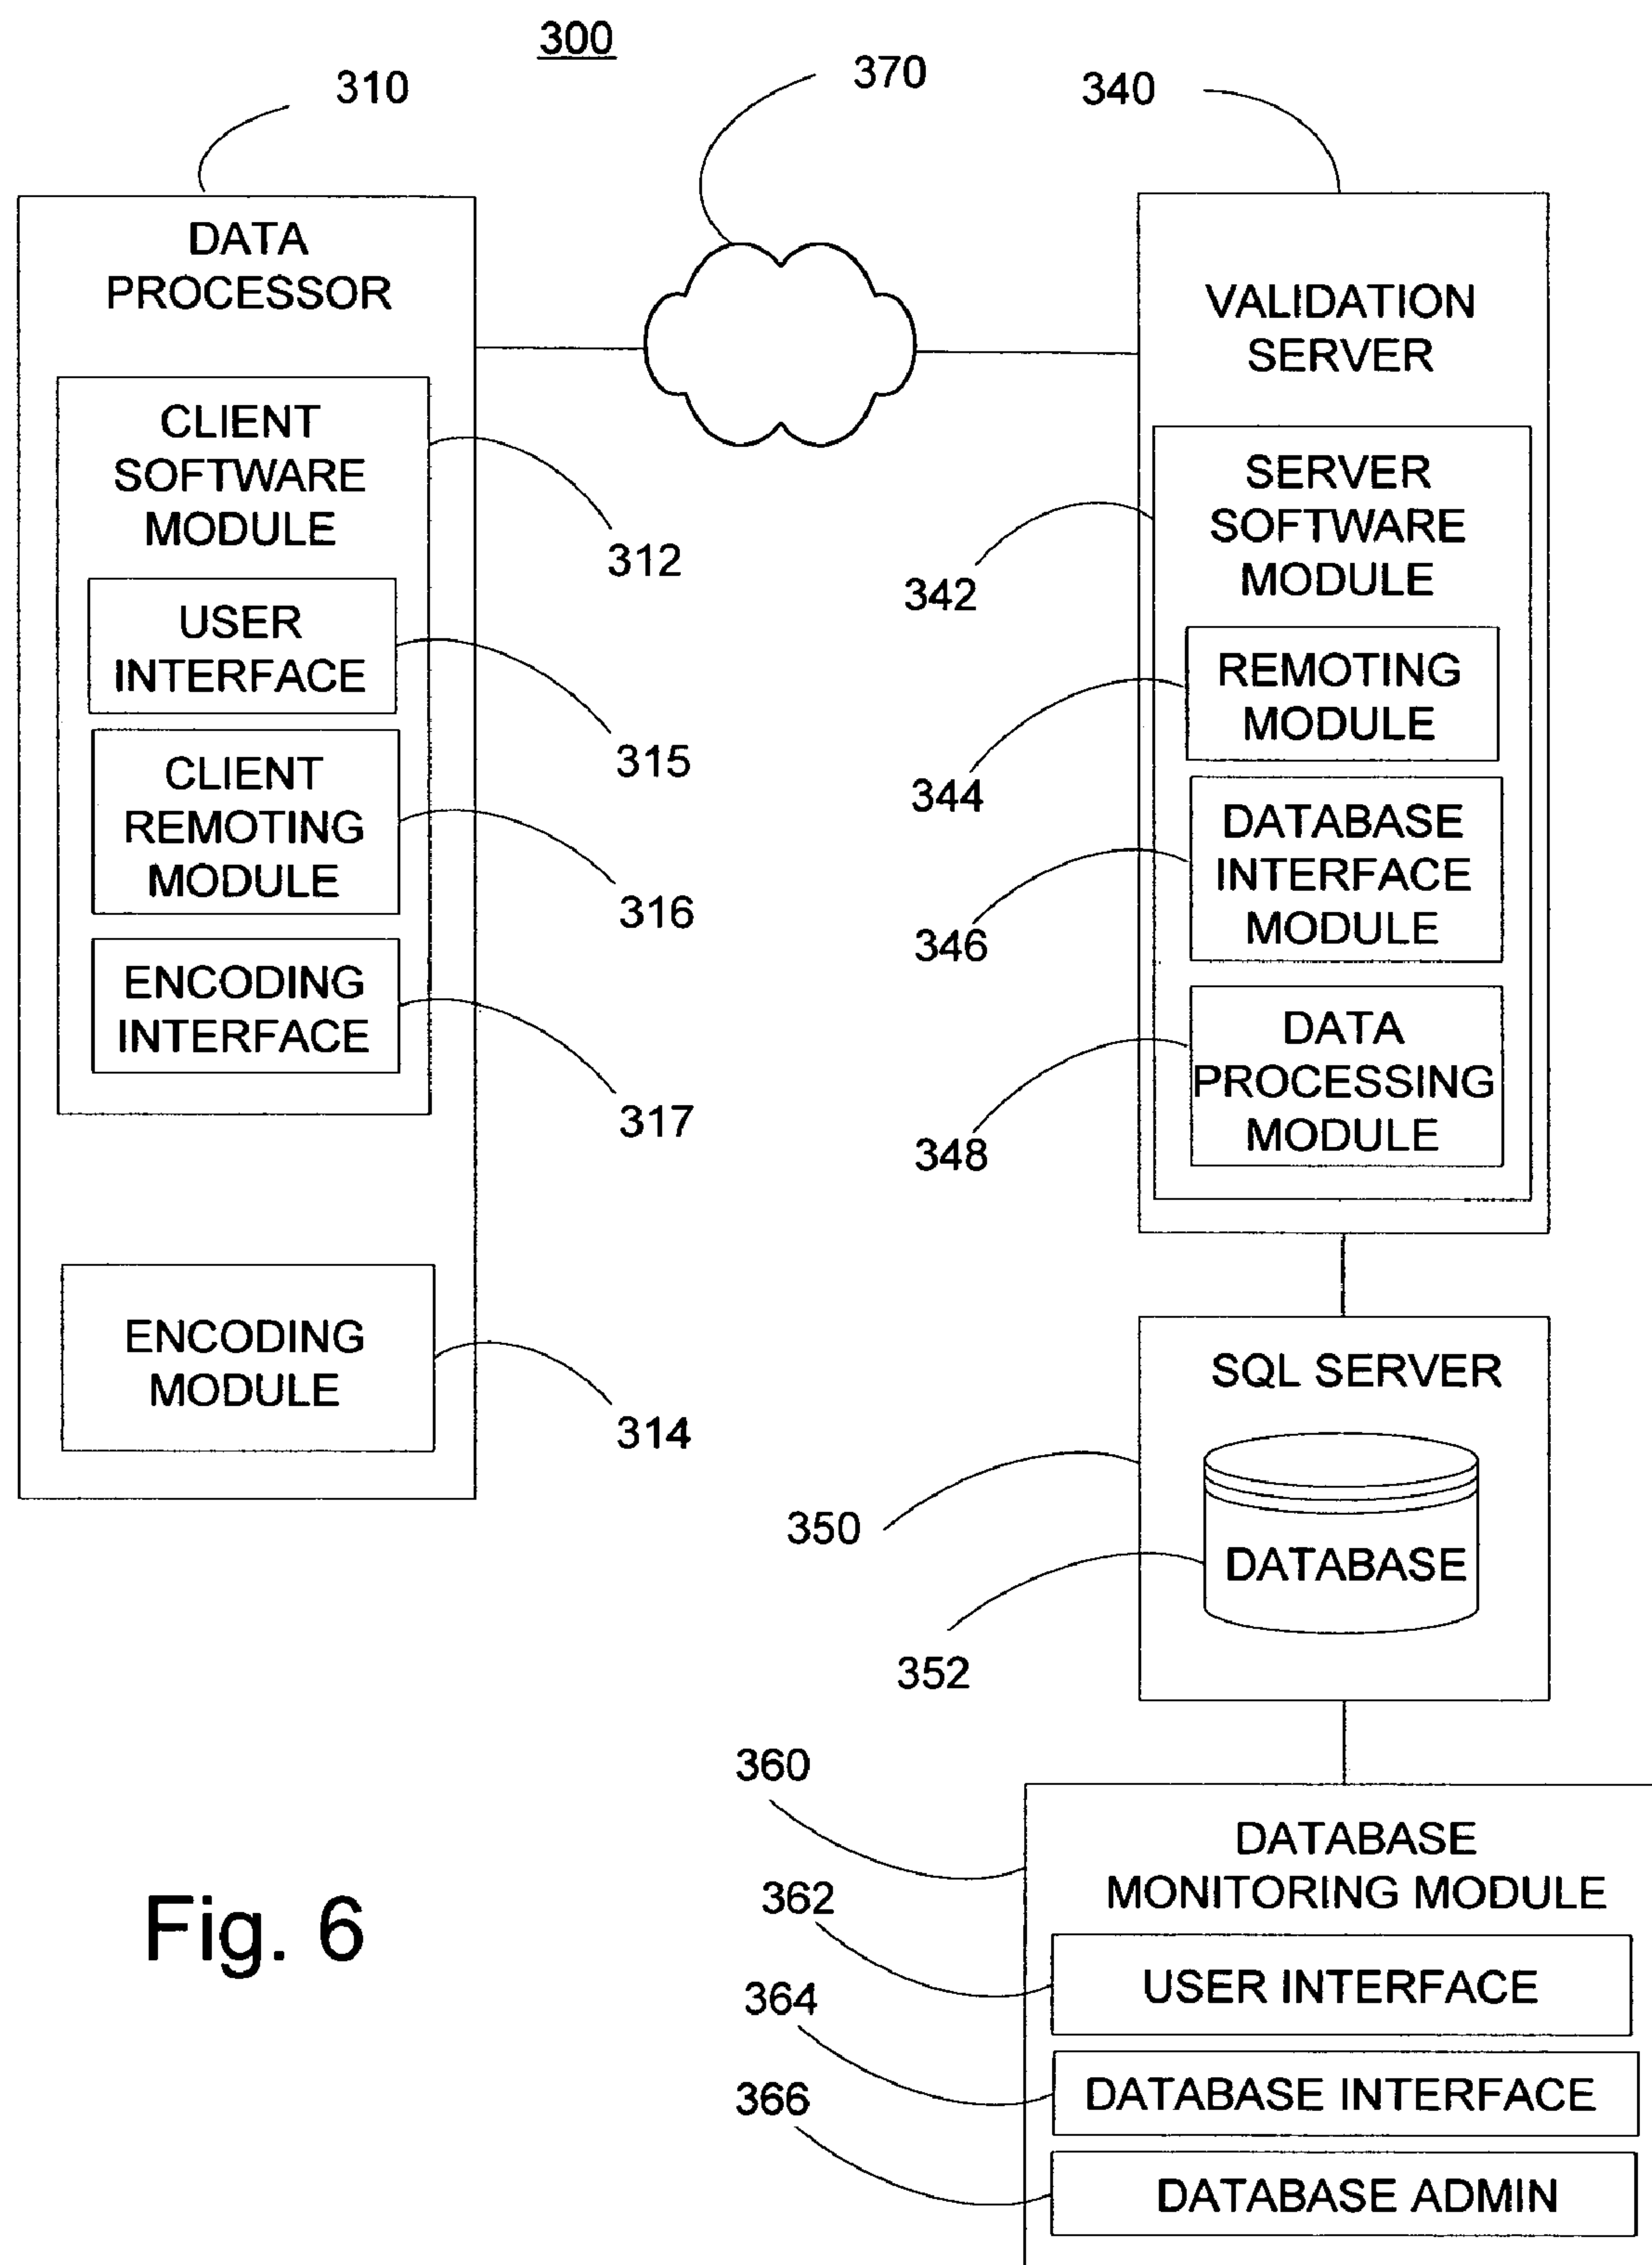 300
310
370
340
DATA
PROCESSOR
CLIENT
SOFTWARE
MODULE
312
USER
INTERFACE
315
CLIENT
REMOTING
MODULE
316
ENCODING
INTERFACE
317
ENCODING
MODULE
314
VALIDATION
SERVER
SERVER
SOFTWARE
MODULE
342
REMOTING
MODULE
344
DATABASE
INTERFACE
MODULE
346
DATA
PROCESSING
MODULE
348
SQL SERVER
350
DATABASE
352
360
DATABASE
MONITORING MODULE
362
USER INTERFACE
364
DATABASE INTERFACE
366
DATABASE ADMIN
Fig. 6